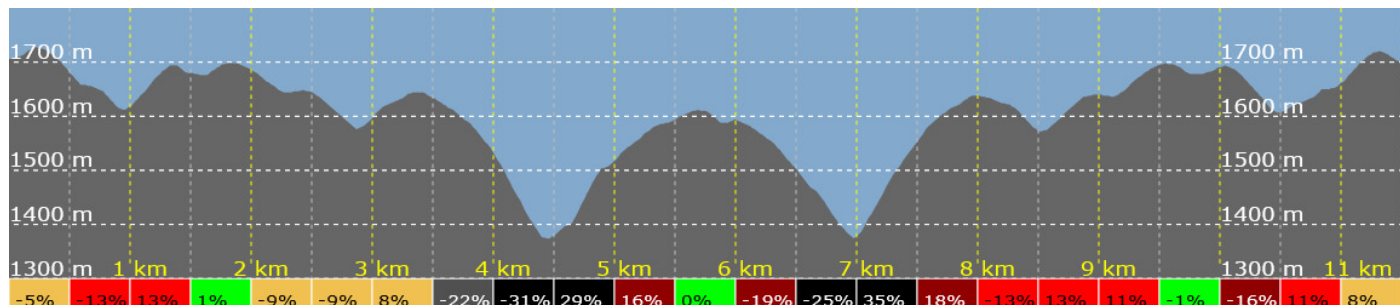 1700 m 1700 m
1600 m 1600 m
1500 m 1500 m
1400 m 1400 m
1300 m 1 km 2 km 3 km 4 km 5 km 6 km 7 km 8 km 9 km 1300 m 11 km
-5% -13% 13% 1% -9% -9% 8% -22% -31% 29% 16% 0% -19% -25% 35% 18% -13% 13% 11% -1% -16% 11% 8%